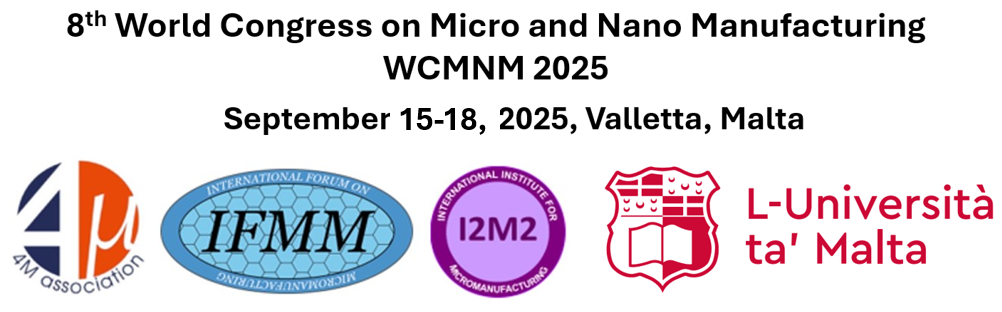 8th World Congress on Micro and Nano Manufacturing
WCMNM 2025
September 15-18, 2025, Valletta, Malta
4μ
4M association
INTERNATIONAL FORUM ON
IFMM
MICROMANUFACTURING
INTERNATIONAL INSTITUTE FOR
I2M2
MICROMANUFACTURING
L-Università
ta' Malta